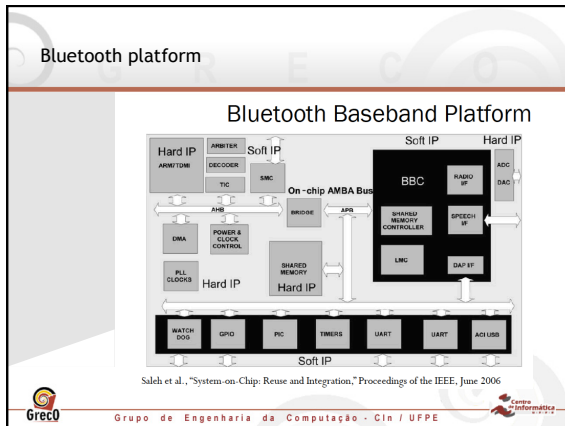 Bluetooth platform
G R E C O
Bluetooth Baseband Platform
Hard IP
ARM7TDMI
ARBITER
DECODER
TIC
Soft IP
SMC
Soft IP
Hard IP
ADC
DAC
BBC
RADIO
I/F
On-chip AMBA Bus
AHB
BRIDGE
APB
SHARED
MEMORY
CONTROLLER
SPEECH
I/F
DMA
POWER &
CLOCK
CONTROL
SHARED
MEMORY
Hard IP
LMC
DAP I/F
PLL
CLOCKS
Hard IP
WATCH
DOG
GPIO
PIC
TIMERS
UART
UART
ACI USB
Soft IP
Saleh et al., “System-on-Chip: Reuse and Integration,” Proceedings of the IEEE, June 2006
GrecO
Grupo de Engenharia da Computação - CIn / UFPE
Centro
de Informática
U F P E